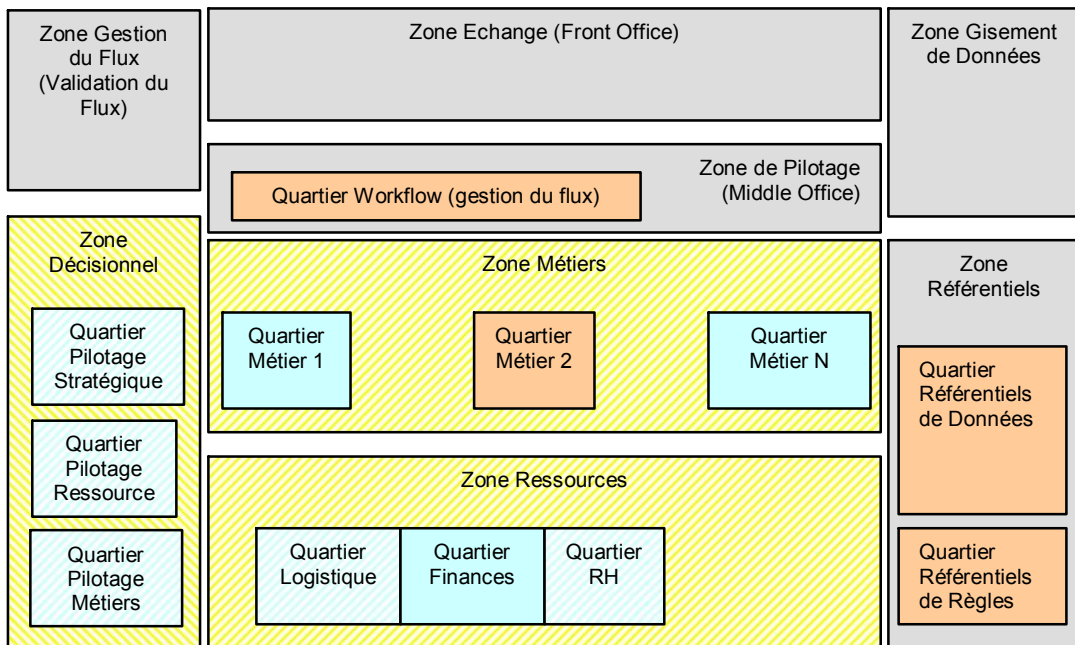 Zone Gestion
du Flux
(Validation du
Flux)
Zone Echange (Front Office)
Zone Gisement
de Données
Zone de Pilotage
(Middle Office)
Quartier Workflow (gestion du flux)
Zone
Décisionnel
Quartier
Pilotage
Stratégique
Quartier
Pilotage
Ressource
Quartier
Pilotage
Métiers
Zone Métiers
Quartier
Métier 1
Quartier
Métier 2
Quartier
Métier N
Zone Ressources
Quartier
Logistique
Quartier
Finances
Quartier
RH
Zone
Référentiels
Quartier
Référentiels
de Données
Quartier
Référentiels
de Règles